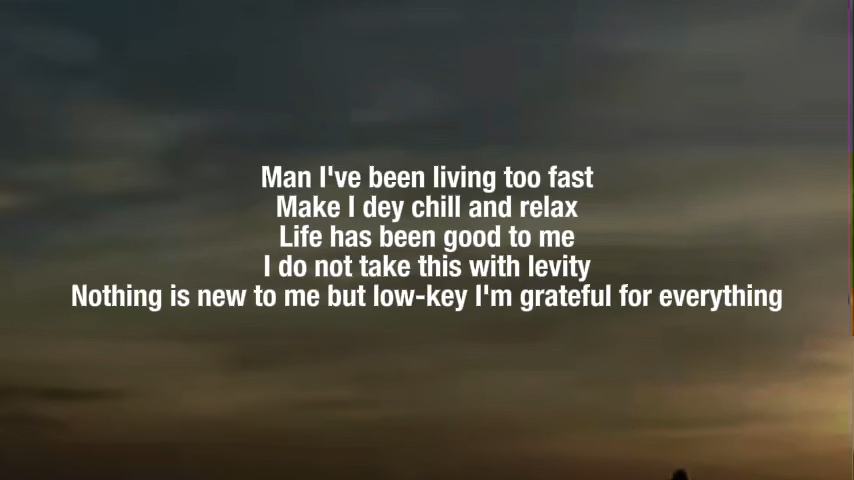 Man I've been living too fast
Make I dey chill and relax
Life has been good to me
I do not take this with levity
Nothing is new to me but low-key I'm grateful for everything